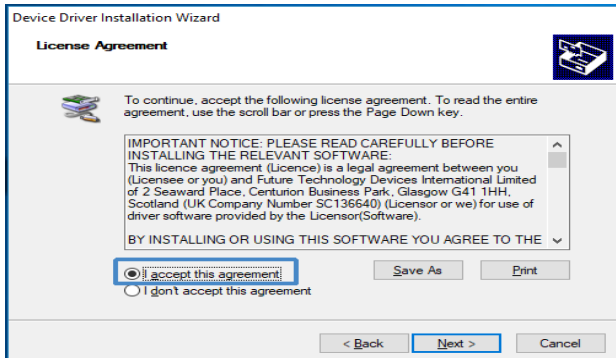 Device Driver Installation Wizard
License Agreement
To continue, accept the following license agreement. To read the entire
agreement, use the scroll bar or press the Page Down key.
IMPORTANT NOTICE: PLEASE READ CAREFULLY BEFORE
INSTALLING THE RELEVANT SOFTWARE:
This licence agreement (Licence) is a legal agreement between you
(Licensee or you) and Future Technology Devices International Limited
of 2 Seaward Place, Centurion Business Park, Glasgow G41 1HH,
Scotland (UK Company Number SC136640) (Licensor or we) for use of
driver software provided by the Licensor(Software).
BY INSTALLING OR USING THIS SOFTWARE YOU AGREE TO THE
I accept this agreement
Save As
Print
I don't accept this agreement
< Back
Next >
Cancel